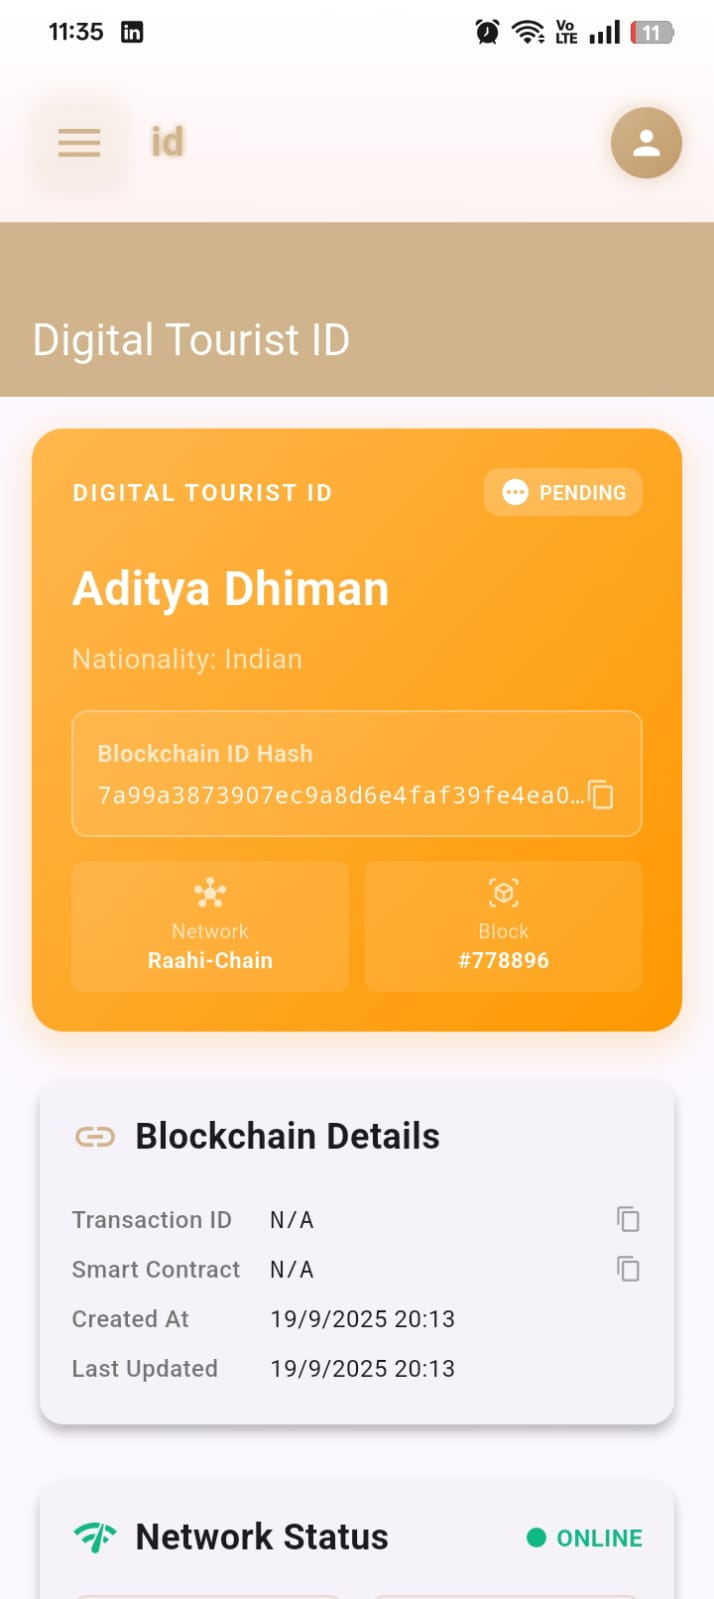 11:35
in
Vo
LTE
11
id
Digital Tourist ID
DIGITAL TOURIST ID
PENDING
Aditya Dhiman
Nationality: Indian
Blockchain ID Hash
7a99a3873907ec9a8d6e4faf39fe4ea0…
Network
Raahi-Chain
Block
#778896
Blockchain Details
Transaction ID N/A
Smart Contract N/A
Created At 19/9/2025 20:13
Last Updated 19/9/2025 20:13
Network Status
ONLINE